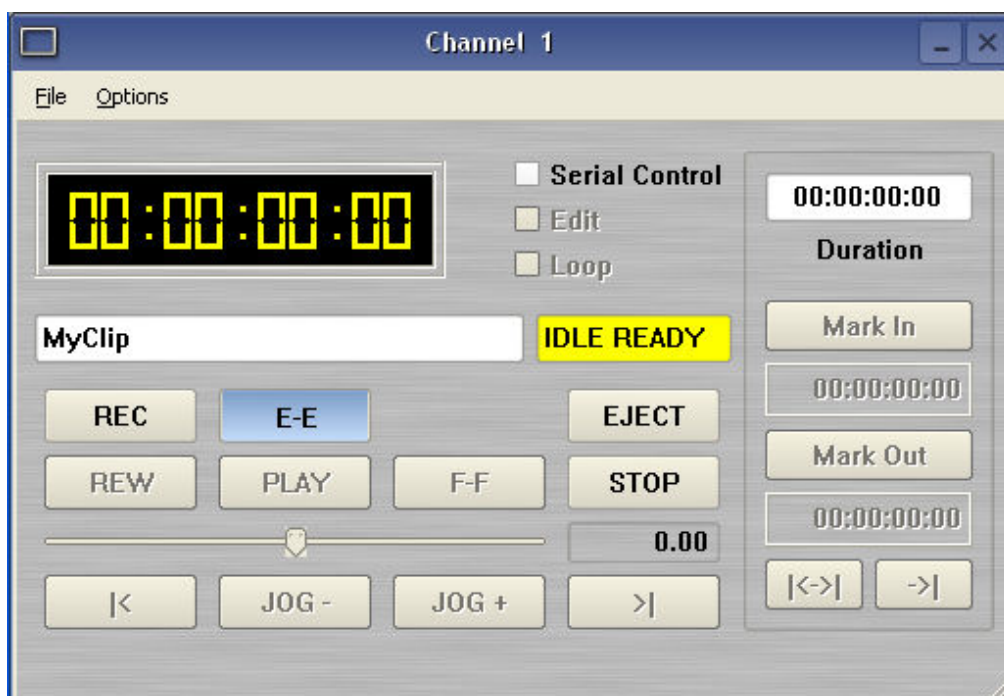 Channel 1
File Options
00:00:00:00
Serial Control
Edit
Loop
00:00:00:00
Duration
MyClip
IDLE READY
Mark In
00:00:00:00
REC E-E EJECT
Mark Out
REW PLAY F-F STOP
00:00:00:00
0.00
|< JOG - JOG + >|
|<->| ->|